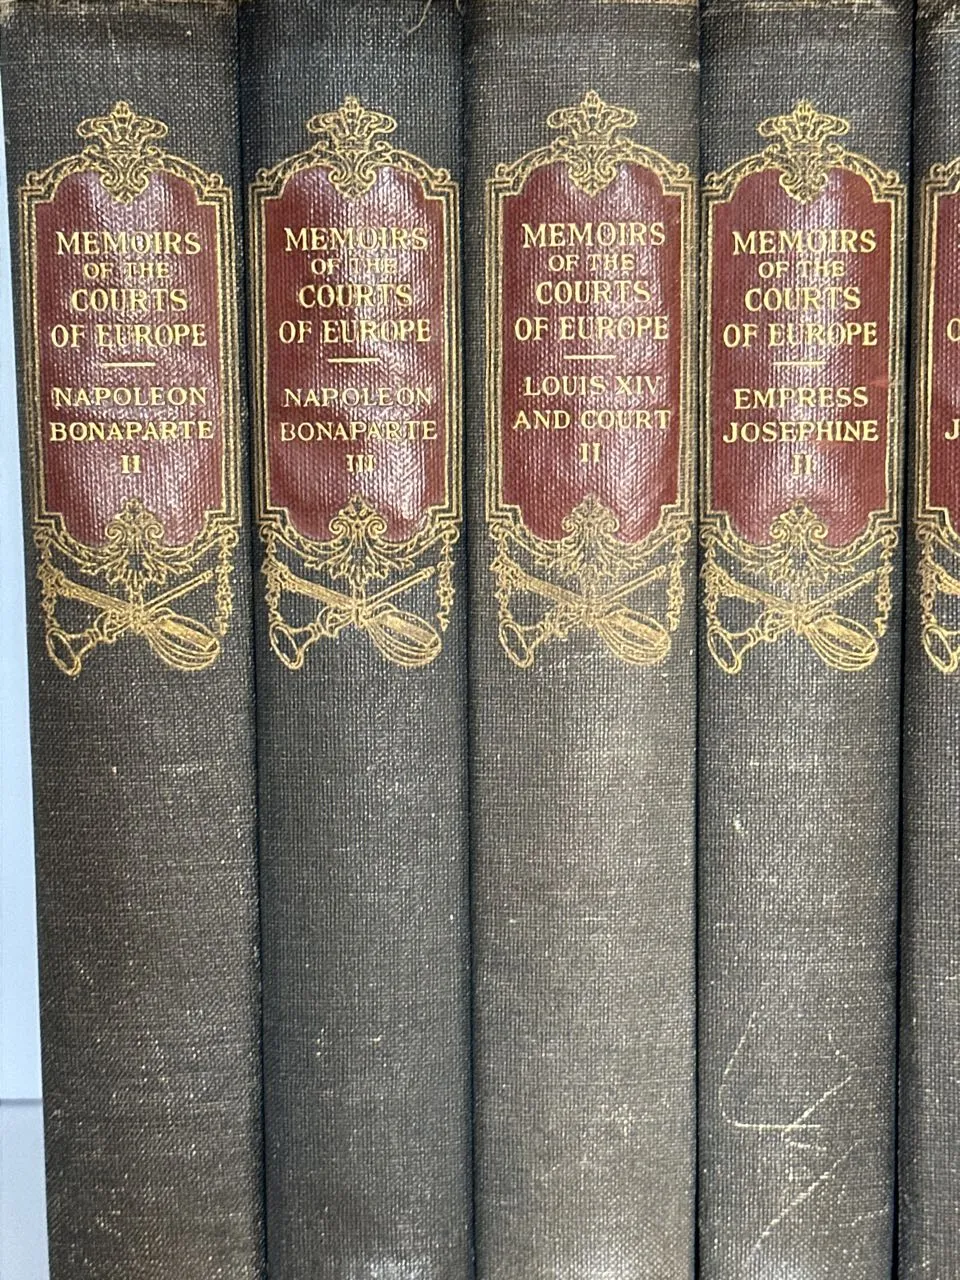 MEMOIRS
OF THE
COURTS
OF EUROPE
NAPOLEON
BONAPARTE
II
MEMOIRS
OF THE
COURTS
OF EUROPE
NAPOLEON
BONAPARTE
III
MEMOIRS
OF THE
COURTS
OF EUROPE
LOUIS XIV
AND COURT
II
MEMOIRS
OF THE
COURTS
OF EUROPE
EMPRESS
JOSEPHINE
II